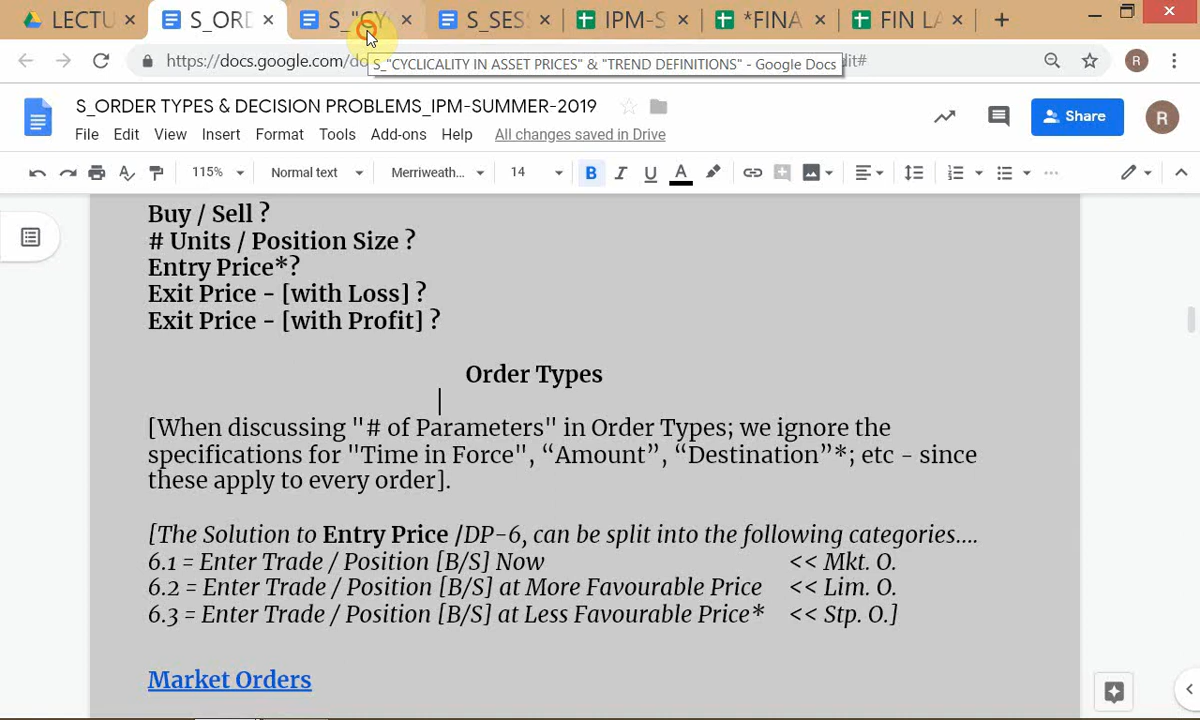 LECTU
S_ORD
S_"CY
S_SES
IPM-S
*FINA
FIN LA
https://docs.google.com/do
dit#
S_"CYCLICALITY IN ASSET PRICES" & "TREND DEFINITIONS" - Google Docs
R
S_ORDER TYPES & DECISION PROBLEMS_IPM-SUMMER-2019
File Edit View Insert Format Tools Add-ons Help All changes saved in Drive
Share
R
115% Normal text Merriweath... 14 B I U A
Buy / Sell ?
# Units / Position Size ?
Entry Price*?
Exit Price - [with Loss] ?
Exit Price - [with Profit] ?
Order Types
[When discussing "# of Parameters" in Order Types; we ignore the
specifications for "Time in Force", “Amount”, “Destination”*; etc - since
these apply to every order].
[The Solution to Entry Price /DP-6, can be split into the following categories....
6.1 = Enter Trade / Position [B/S] Now << Mkt. O.
6.2 = Enter Trade / Position [B/S] at More Favourable Price << Lim. O.
6.3 = Enter Trade / Position [B/S] at Less Favourable Price* << Stp. O.]
Market Orders